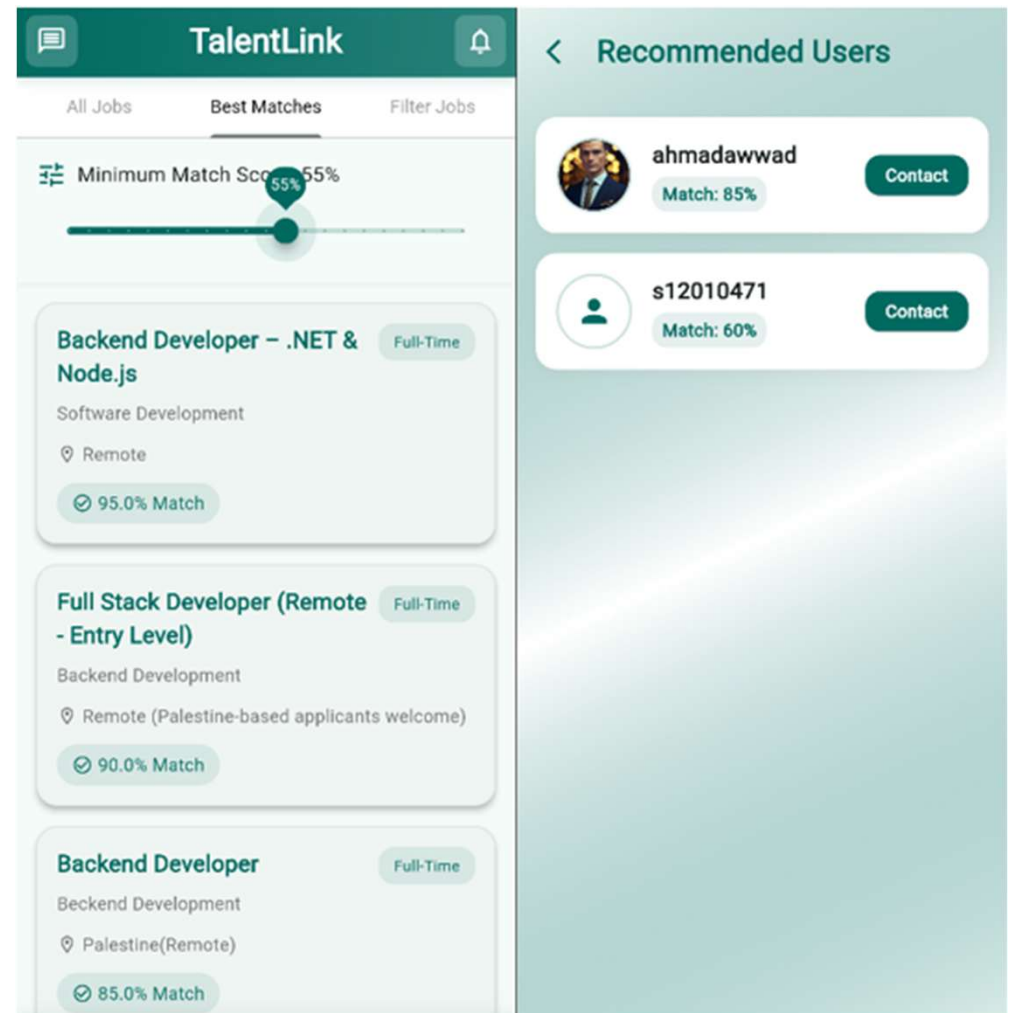 TalentLink
All Jobs
Best Matches
Filter Jobs
Minimum Match Sco 55%
55%
Backend Developer – .NET &
Node.js
Full-Time
Software Development
Remote
95.0% Match
Full Stack Developer (Remote
- Entry Level)
Full-Time
Backend Development
Remote (Palestine-based applicants welcome)
90.0% Match
Backend Developer
Full-Time
Beckend Development
Palestine(Remote)
85.0% Match
Recommended Users
ahmadawwad
Match: 85%
Contact
s12010471
Match: 60%
Contact